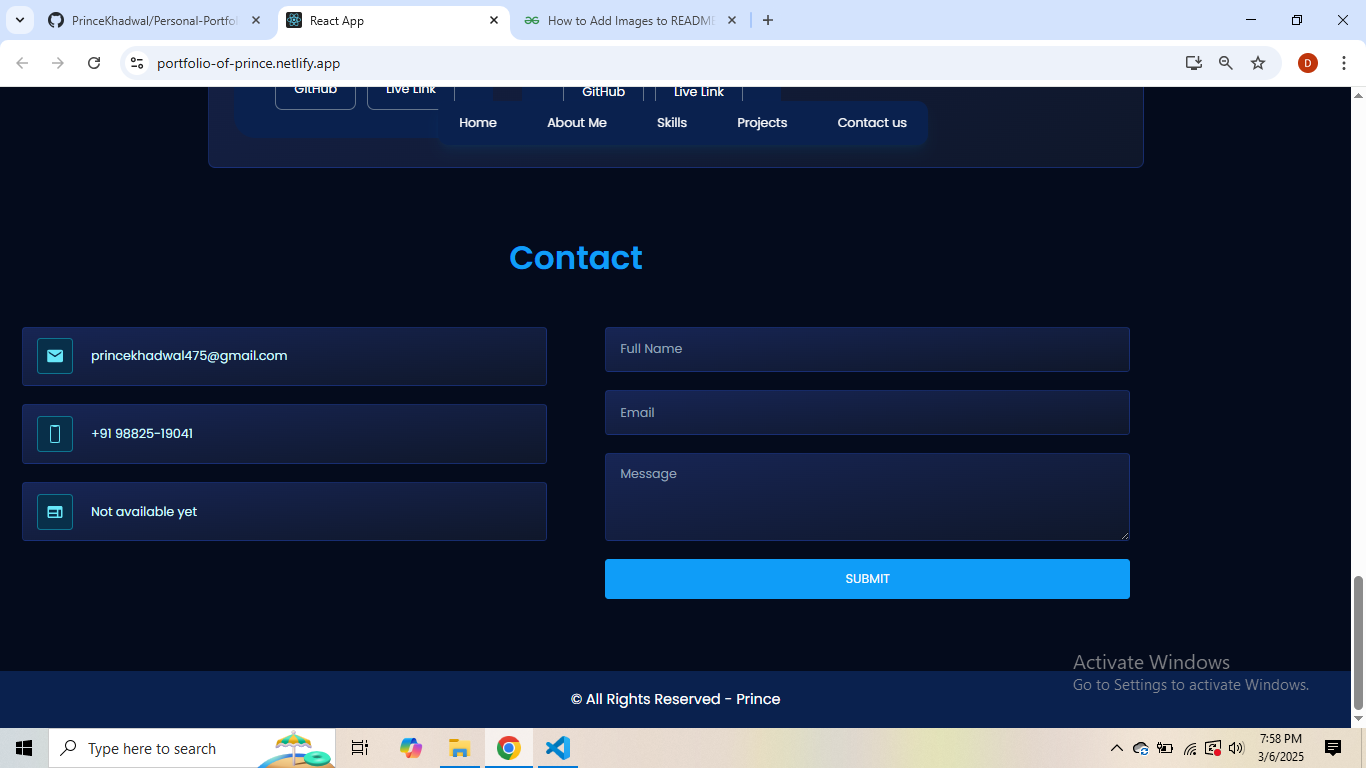 PrinceKhadwal/Personal-Portfo
React App
How to Add Images to README
portfolio-of-prince.netlify.app
D
GitHub
Live Link
GitHub
Live Link
Home
About Me
Skills
Projects
Contact us
Contact
princekhadwal475@gmail.com
+91 98825-19041
Not available yet
Full Name
Email
Message
SUBMIT
Activate Windows
Go to Settings to activate Windows.
© All Rights Reserved - Prince
Type here to search
7:58 PM
3/6/2025